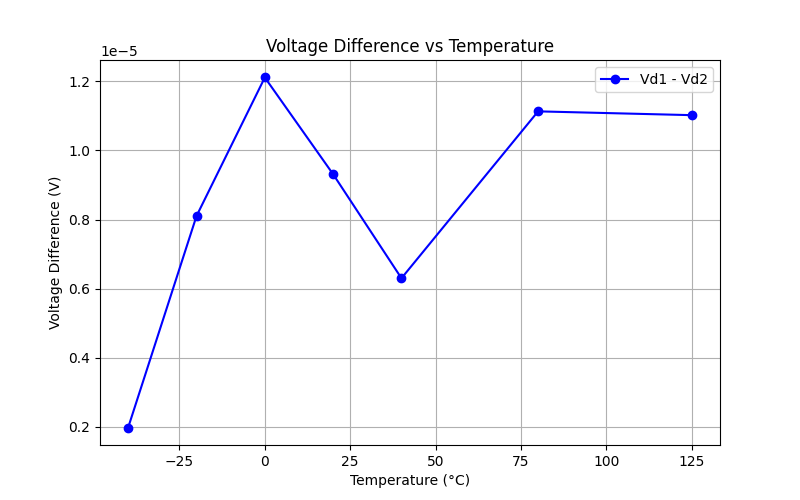 Voltage Difference vs Temperature
1e−5
Vd1 - Vd2
1.2
1.0
0.8
0.6
0.4
0.2
Voltage Difference (V)
−25 0 25 50 75 100 125
Temperature (°C)